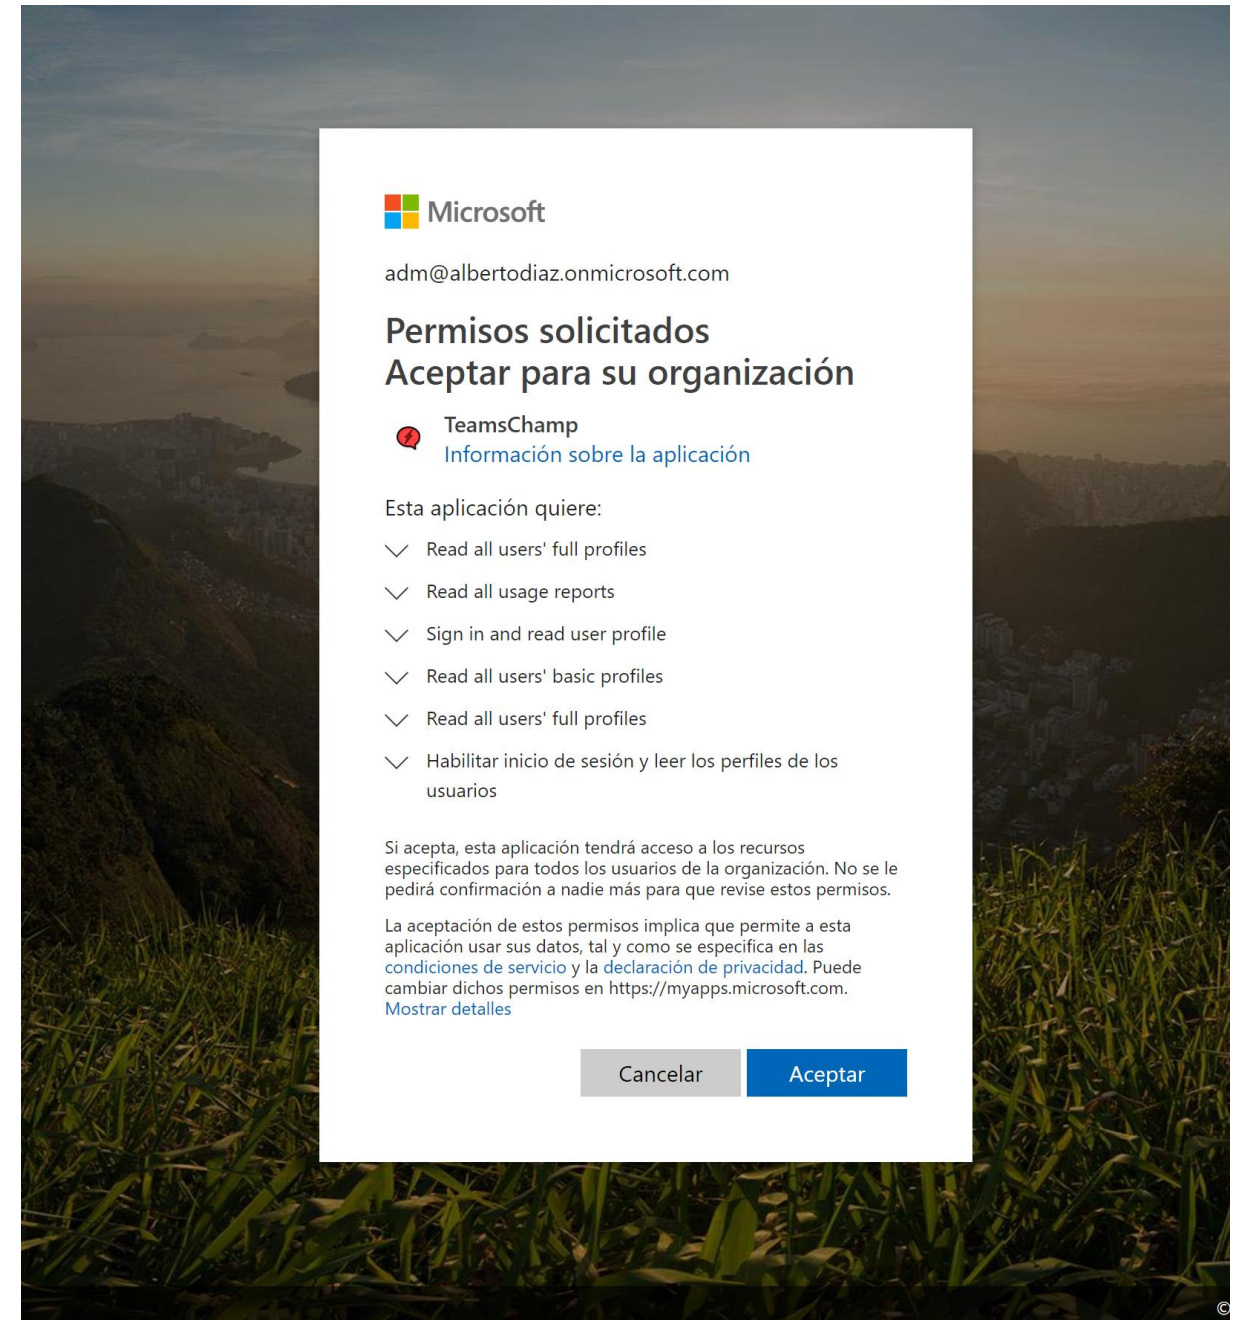 Microsoft
adm@albertodiaz.onmicrosoft.com
Permisos solicitados
Aceptar para su organización
TeamsChamp
Información sobre la aplicación
Esta aplicación quiere:
Read all users' full profiles
Read all usage reports
Sign in and read user profile
Read all users' basic profiles
Read all users' full profiles
Habilitar inicio de sesión y leer los perfiles de los
usuarios
Si acepta, esta aplicación tendrá acceso a los recursos
especificados para todos los usuarios de la organización. No se le
pedirá confirmación a nadie más para que revise estos permisos.
La aceptación de estos permisos implica que permite a esta
aplicación usar sus datos, tal y como se especifica en las
condiciones de servicio y la declaración de privacidad. Puede
cambiar dichos permisos en https://myapps.microsoft.com.
Mostrar detalles
Cancelar Aceptar
©